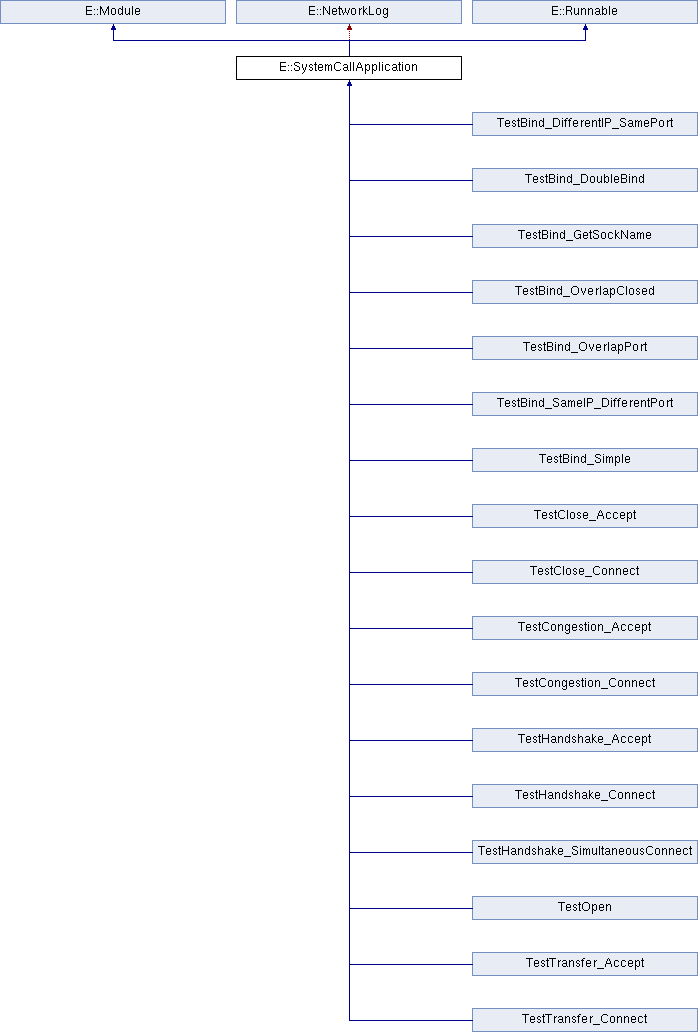 E::Module
E::NetworkLog
E::Runnable
E::SystemCallApplication
TestBind_DifferentIP_SamePort
TestBind_DoubleBind
TestBind_GetSockName
TestBind_OverlapClosed
TestBind_OverlapPort
TestBind_SameIP_DifferentPort
TestBind_Simple
TestClose_Accept
TestClose_Connect
TestCongestion_Accept
TestCongestion_Connect
TestHandshake_Accept
TestHandshake_Connect
TestHandshake_SimultaneousConnect
TestOpen
TestTransfer_Accept
TestTransfer_Connect